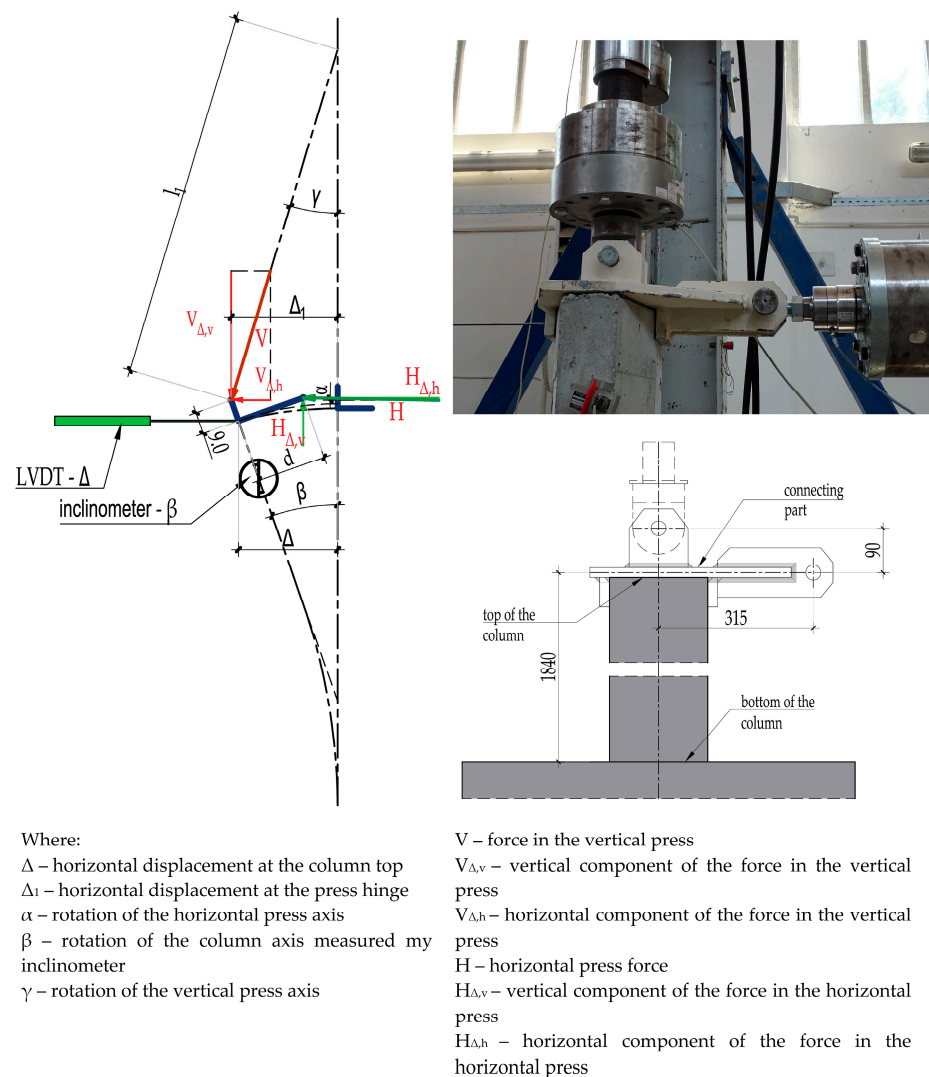 l1
γ
Δ1
VΔ,v
V
VΔ,h
α
HΔ,h
H
HΔ,v
9.0
d
LVDT - Δ
inclinometer - β
β
Δ
connecting
part
90
top of the
column
315
1840
bottom of the
column
Where:
Δ – horizontal displacement at the column top
Δ1 – horizontal displacement at the press hinge
α – rotation of the horizontal press axis
β – rotation of the column axis measured my
inclinometer
γ – rotation of the vertical press axis
V – force in the vertical press
VΔ,v – vertical component of the force in the vertical
press
VΔ,h – horizontal component of the force in the vertical
press
H – horizontal press force
HΔ,v – vertical component of the force in the horizontal
press
HΔ,h – horizontal component of the force in the
horizontal press